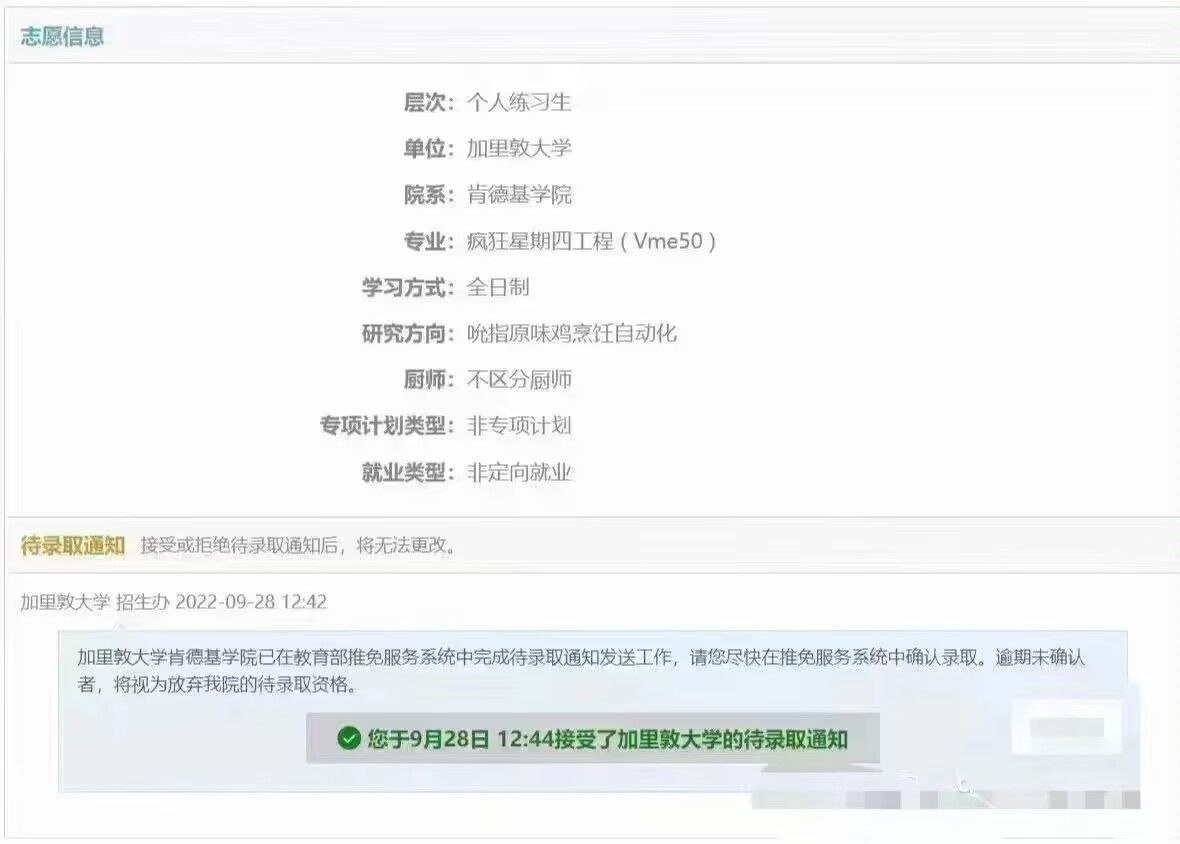 志愿信息
层次：个人练习生
单位：加里敦大学
院系：肯德基学院
专业：疯狂星期四工程（Vme50）
学习方式：全日制
研究方向：吮指原味鸡烹饪自动化
厨师：不区分厨师
专项计划类型：非专项计划
就业类型：非定向就业
待录取通知 接受或拒绝待录取通知后，将无法更改。
加里敦大学 招生办 2022-09-28 12:42
加里敦大学肯德基学院已在教育部推免服务系统中完成待录取通知发送工作，请您尽快在推免服务系统中确认录取。逾期未确认
者，将视为放弃我院的待录取资格。
您于9月28日 12:44接受了加里敦大学的待录取通知